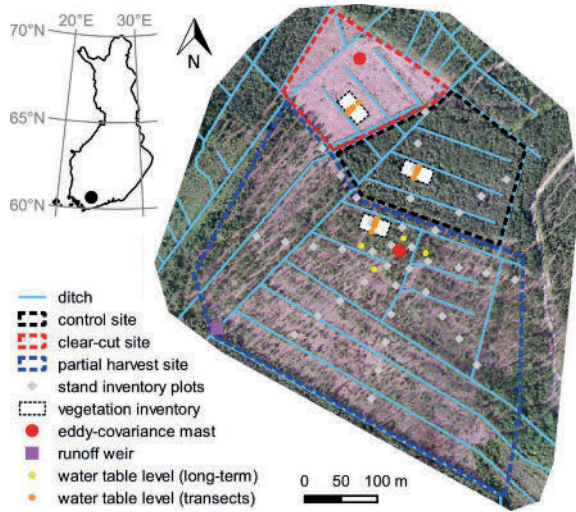 20°E 30°E
70°N
N
65°N
60°N
ditch
control site
clear-cut site
partial harvest site
stand inventory plots
vegetation inventory
eddy-covariance mast
runoff weir
water table level (long-term)
water table level (transects)
0 50 100 m